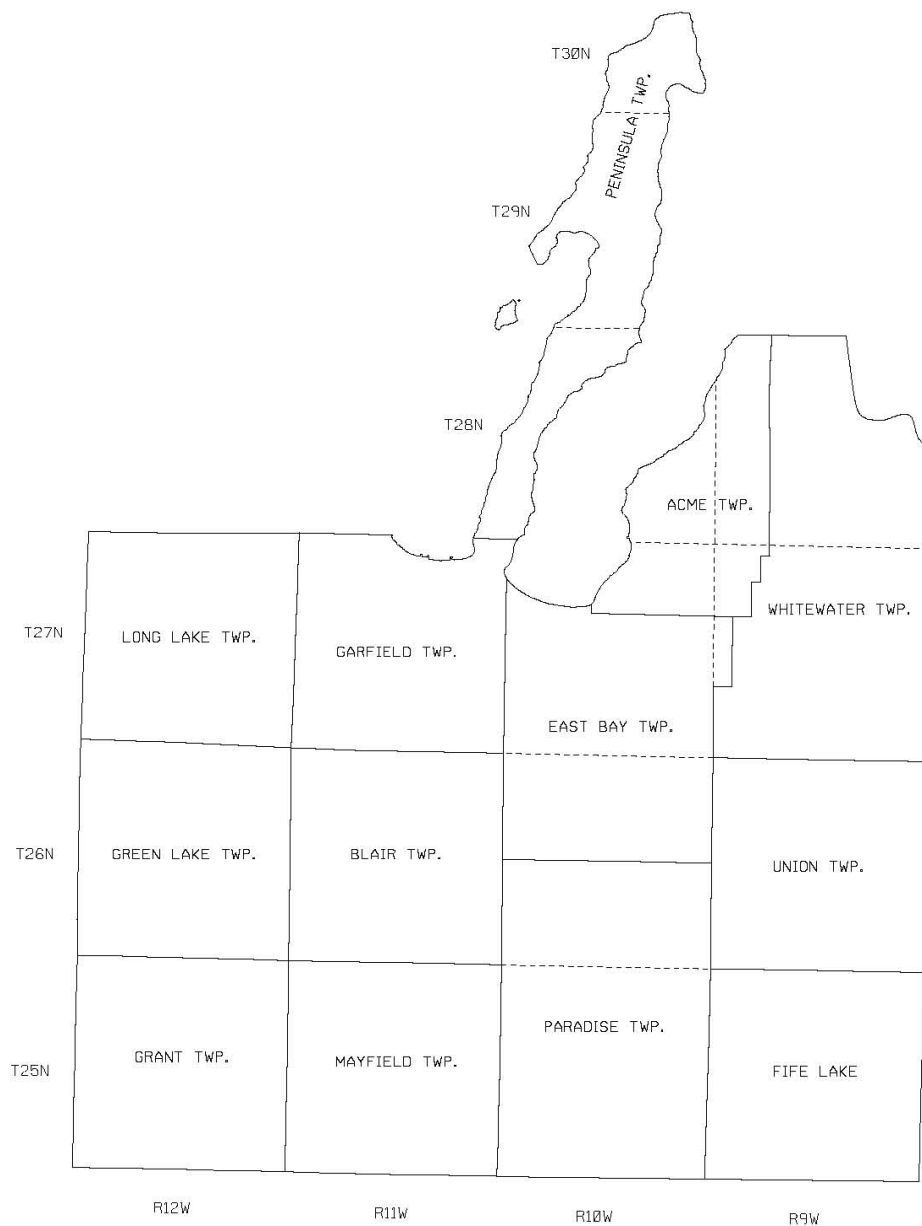 T30N
PENINSULA TWP.
T29N
T28N
ACME TWP.
WHITEWATER TWP.
T27N
LONG LAKE TWP.
GARFIELD TWP.
EAST BAY TWP.
T26N
GREEN LAKE TWP.
BLAIR TWP.
UNION TWP.
PARADISE TWP.
T25N
GRANT TWP.
MAYFIELD TWP.
FIFE LAKE
R12W
R11W
R10W
R9W